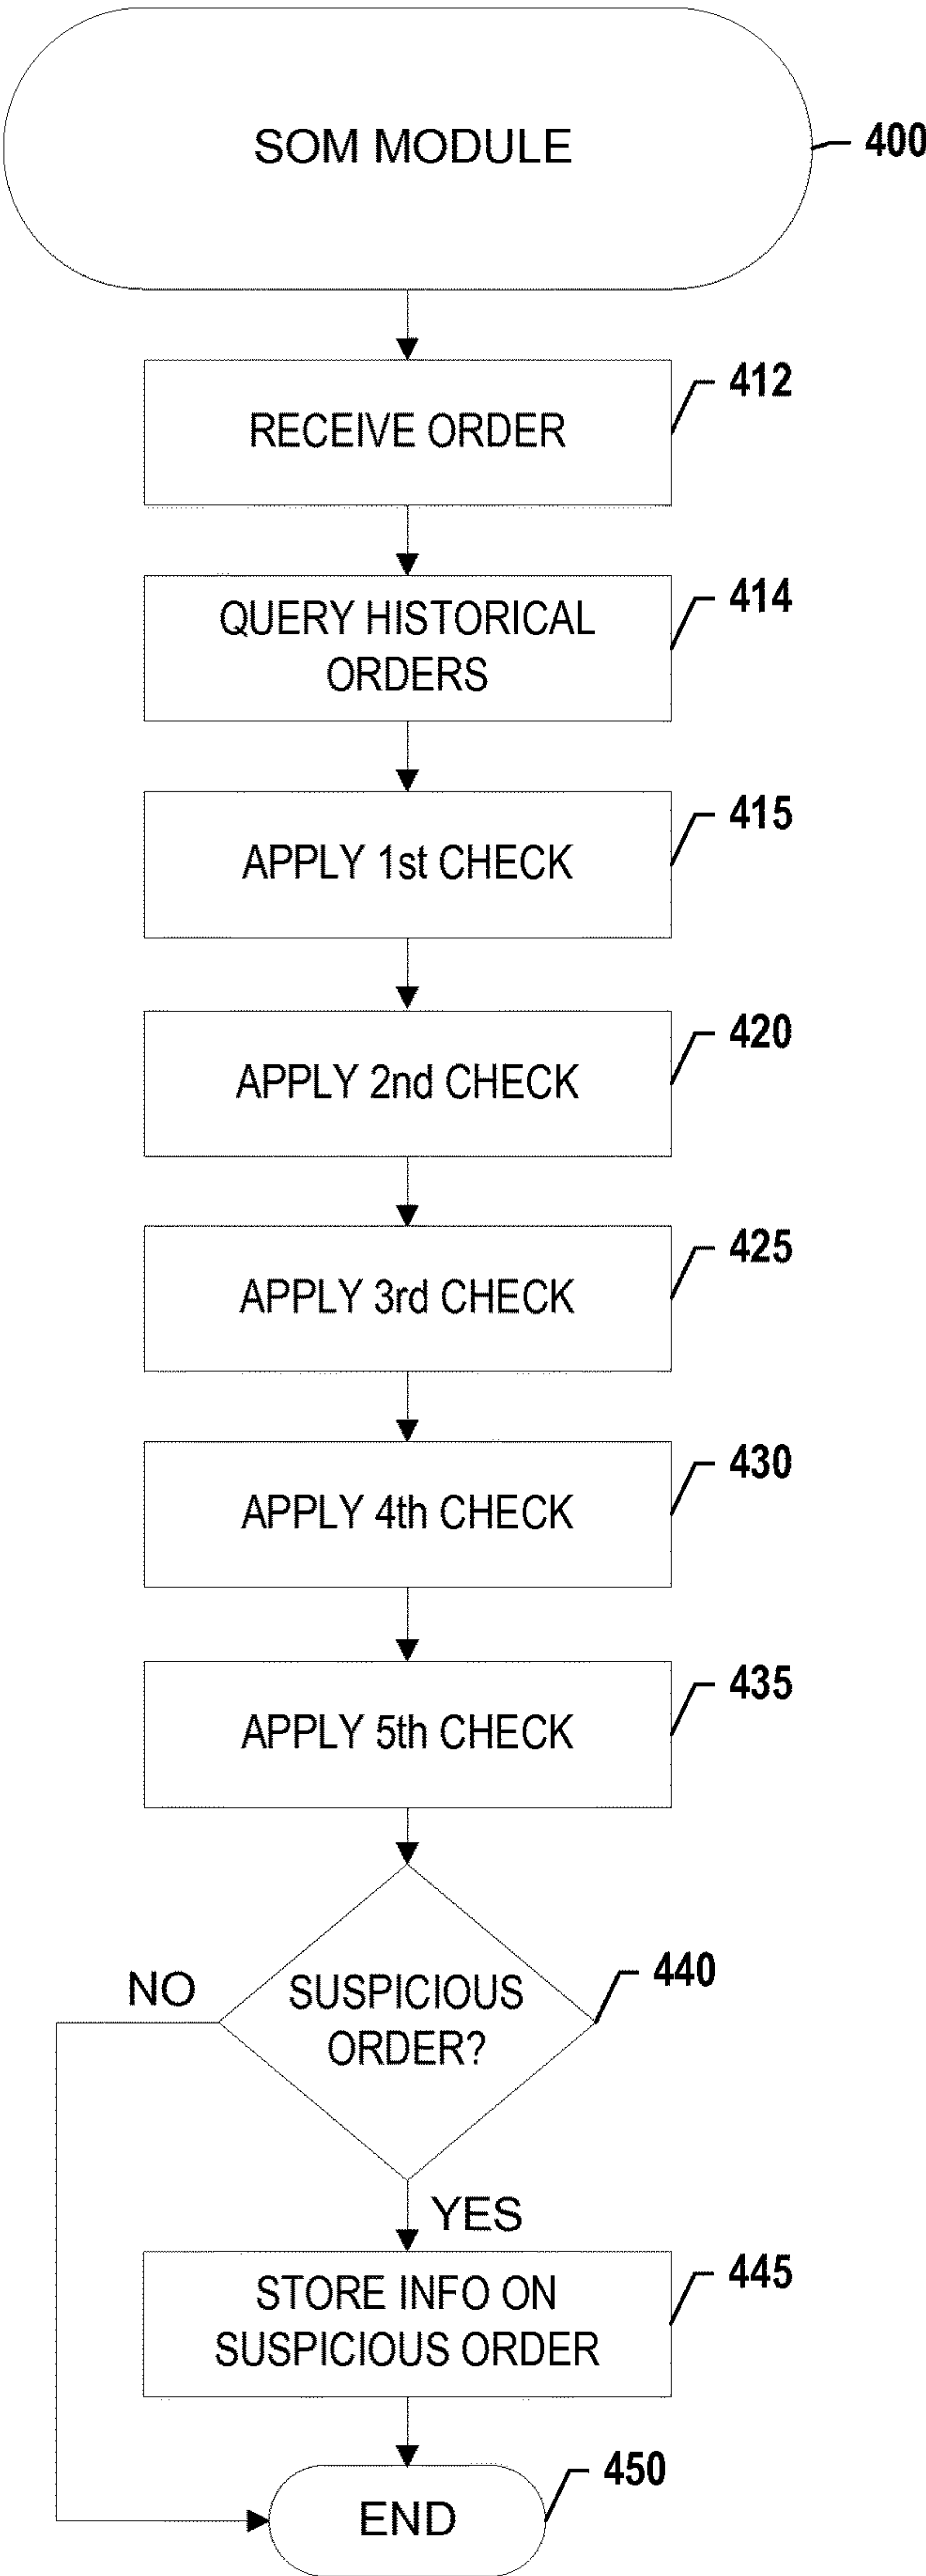 SOM MODULE
400
412
RECEIVE ORDER
414
QUERY HISTORICAL
ORDERS
415
APPLY 1st CHECK
420
APPLY 2nd CHECK
425
APPLY 3rd CHECK
430
APPLY 4th CHECK
435
APPLY 5th CHECK
440
NO
SUSPICIOUS
ORDER?
YES
445
STORE INFO ON
SUSPICIOUS ORDER
450
END